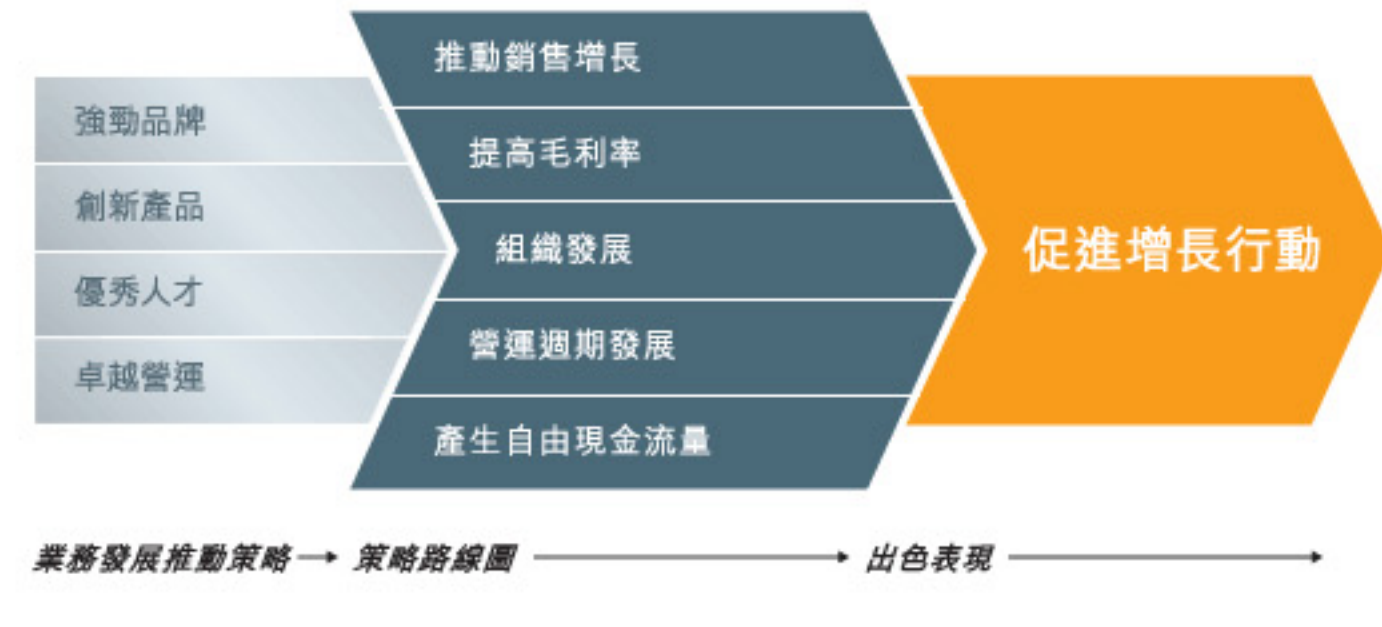 強勁品牌
創新產品
優秀人才
卓越營運
推動銷售增長
提高毛利率
組織發展
營運週期發展
產生自由現金流量
促進增長行動
業務發展推動策略
策略路線圖
出色表現